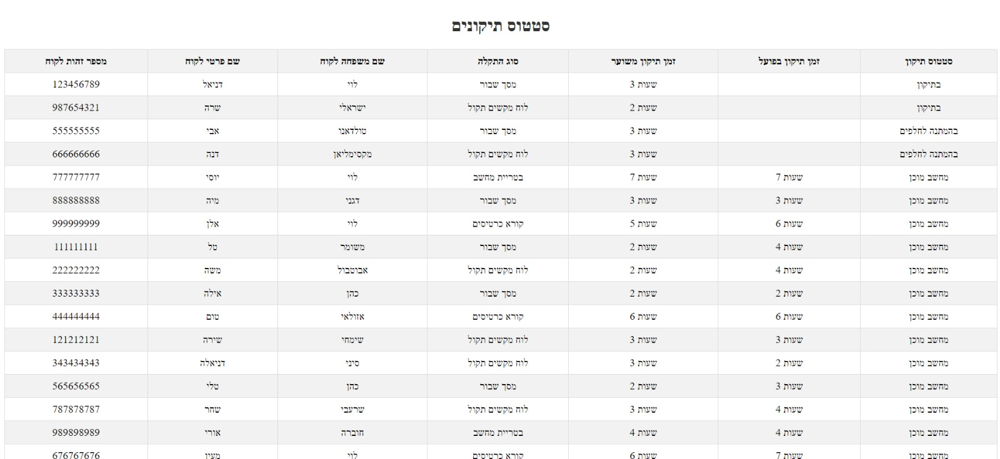 סטטוס תיקונים
מספר זהות לקוח שם פרטי לקוח שם משפחה לקוח סוג התקלה זמן תיקון משוער זמן תיקון בפועל סטטוס תיקון
123456789 דניאל לוי מסך שבור 3 שעות בתיקון
987654321 שרה ישראלי לוח מקשים תקול 2 שעות בתיקון
555555555 אבי טולדאנו מסך שבור 3 שעות בהמתנה לחלפים
666666666 דנה מקסימליאן לוח מקשים תקול 3 שעות בהמתנה לחלפים
777777777 יוסי לוי בטריית מחשב 7 שעות 7 שעות מחשב מוכן
888888888 מיה דגני מסך שבור 3 שעות 3 שעות מחשב מוכן
999999999 אלן לוי קורא כרטיסים 5 שעות 6 שעות מחשב מוכן
111111111 טל משומר מסך שבור 2 שעות 4 שעות מחשב מוכן
222222222 משה אבוטבול לוח מקשים תקול 2 שעות 4 שעות מחשב מוכן
333333333 אילה כהן מסך שבור 2 שעות 2 שעות מחשב מוכן
444444444 טום אזולאי קורא כרטיסים 6 שעות 6 שעות מחשב מוכן
121212121 שירה שימחי לוח מקשים תקול 3 שעות 3 שעות מחשב מוכן
343434343 דניאלה סיני לוח מקשים תקול 3 שעות 2 שעות מחשב מוכן
565656565 טלי כהן מסך שבור 2 שעות 3 שעות מחשב מוכן
787878787 שחר שרעבי לוח מקשים תקול 3 שעות 4 שעות מחשב מוכן
989898989 אורי חוברה בטריית מחשב 4 שעות 4 שעות מחשב מוכן
676767676 מעין לוי קורא כרטיסים 6 שעות 7 שעות מחשב מוכן